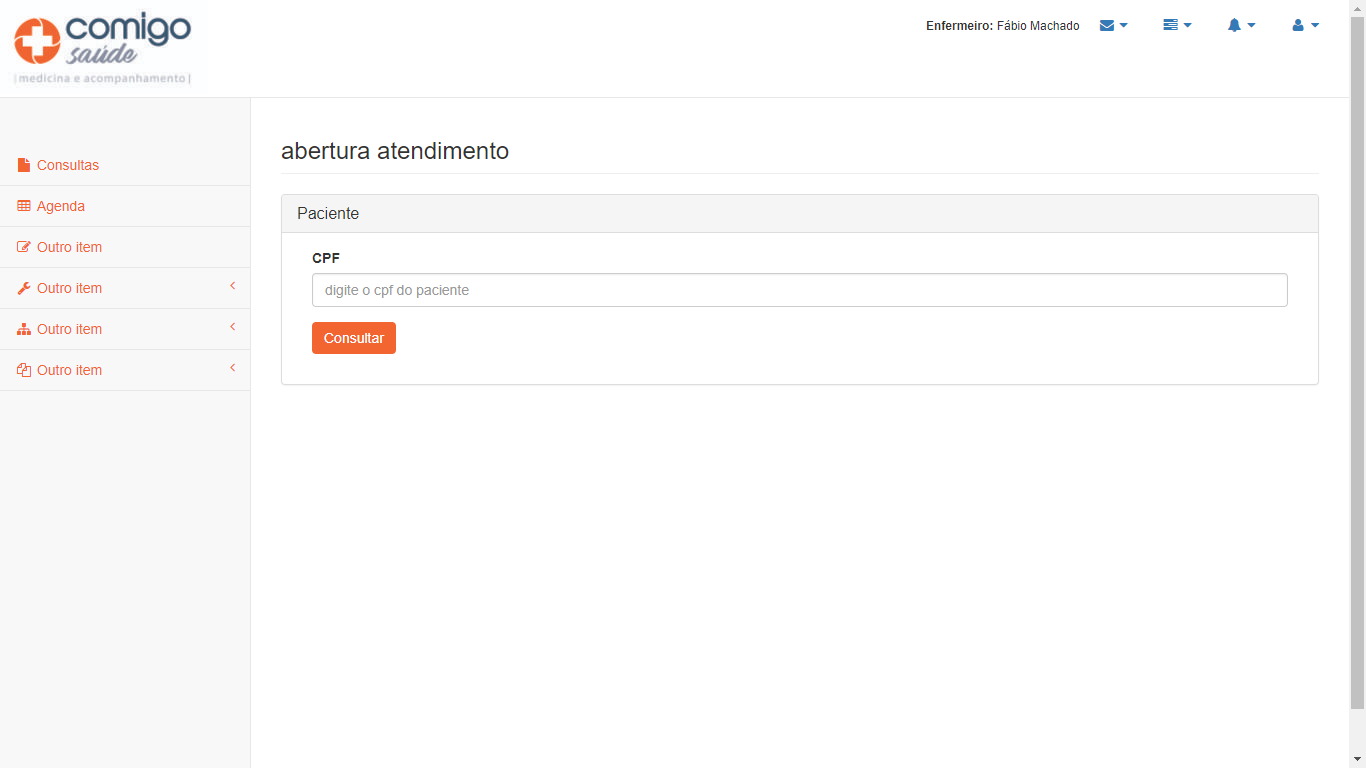 comigo
saúde
|medicina e acompanhamento|
Enfermeiro: Fábio Machado
Consultas
Agenda
Outro item
Outro item
Outro item
Outro item
abertura atendimento
Paciente
CPF
digite o cpf do paciente
Consultar